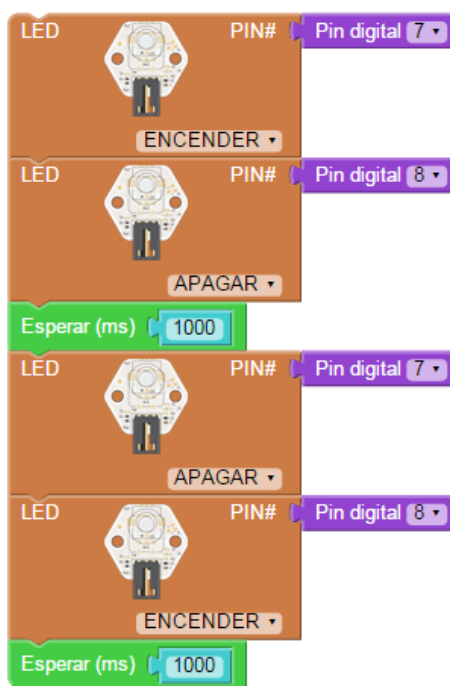 LED PIN# Pin digital 7
ENCENDER
LED PIN# Pin digital 8
APAGAR
Esperar (ms) 1000
LED PIN# Pin digital 7
APAGAR
LED PIN# Pin digital 8
ENCENDER
Esperar (ms) 1000